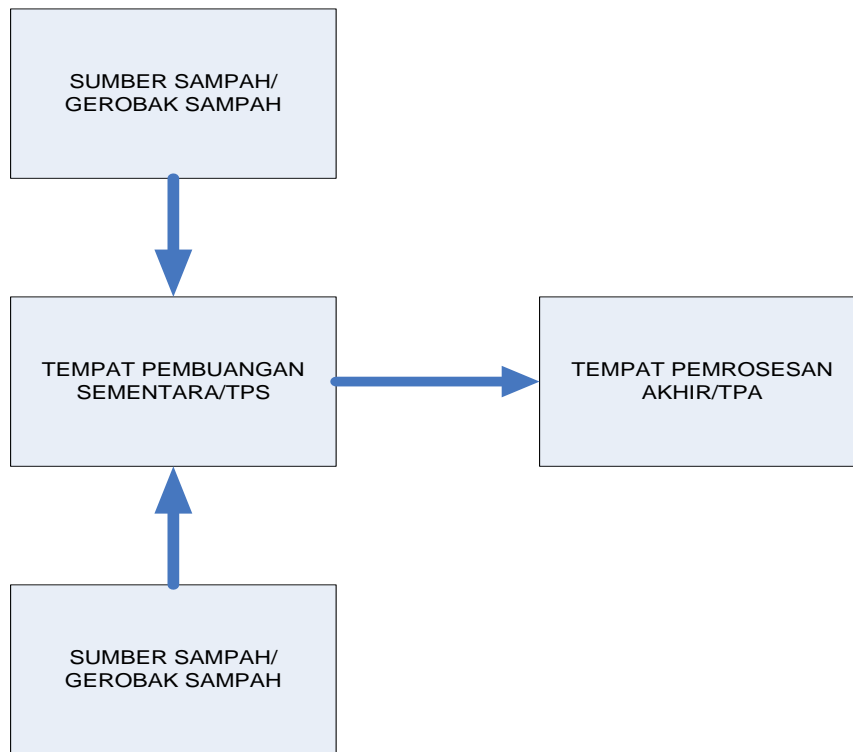 SUMBER SAMPAH/
GEROBAK SAMPAH
TEMPAT PEMBUANGAN
SEMENTARA/TPS
TEMPAT PEMROSESAN
AKHIR/TPA
SUMBER SAMPAH/
GEROBAK SAMPAH